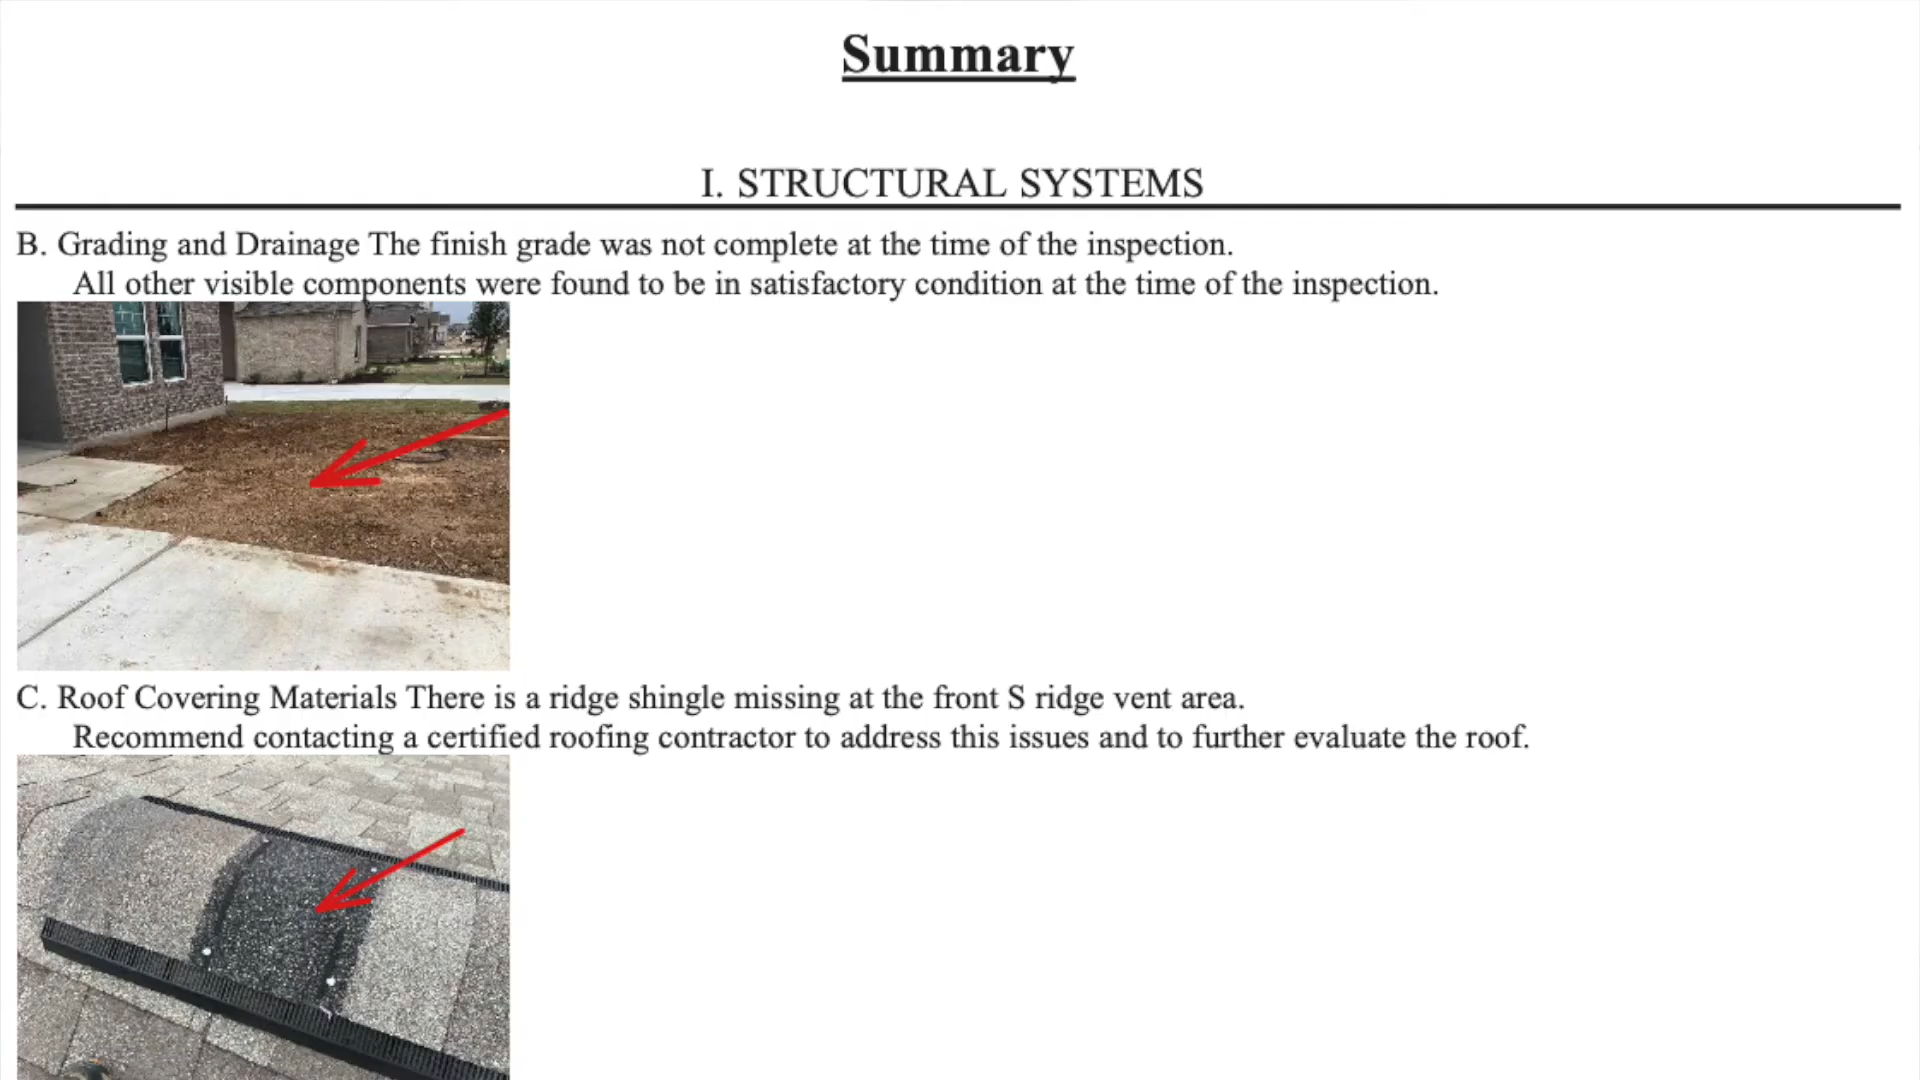 Summary
I. STRUCTURAL SYSTEMS
B. Grading and Drainage The finish grade was not complete at the time of the inspection.
All other visible components were found to be in satisfactory condition at the time of the inspection.
C. Roof Covering Materials There is a ridge shingle missing at the front S ridge vent area.
Recommend contacting a certified roofing contractor to address this issues and to further evaluate the roof.